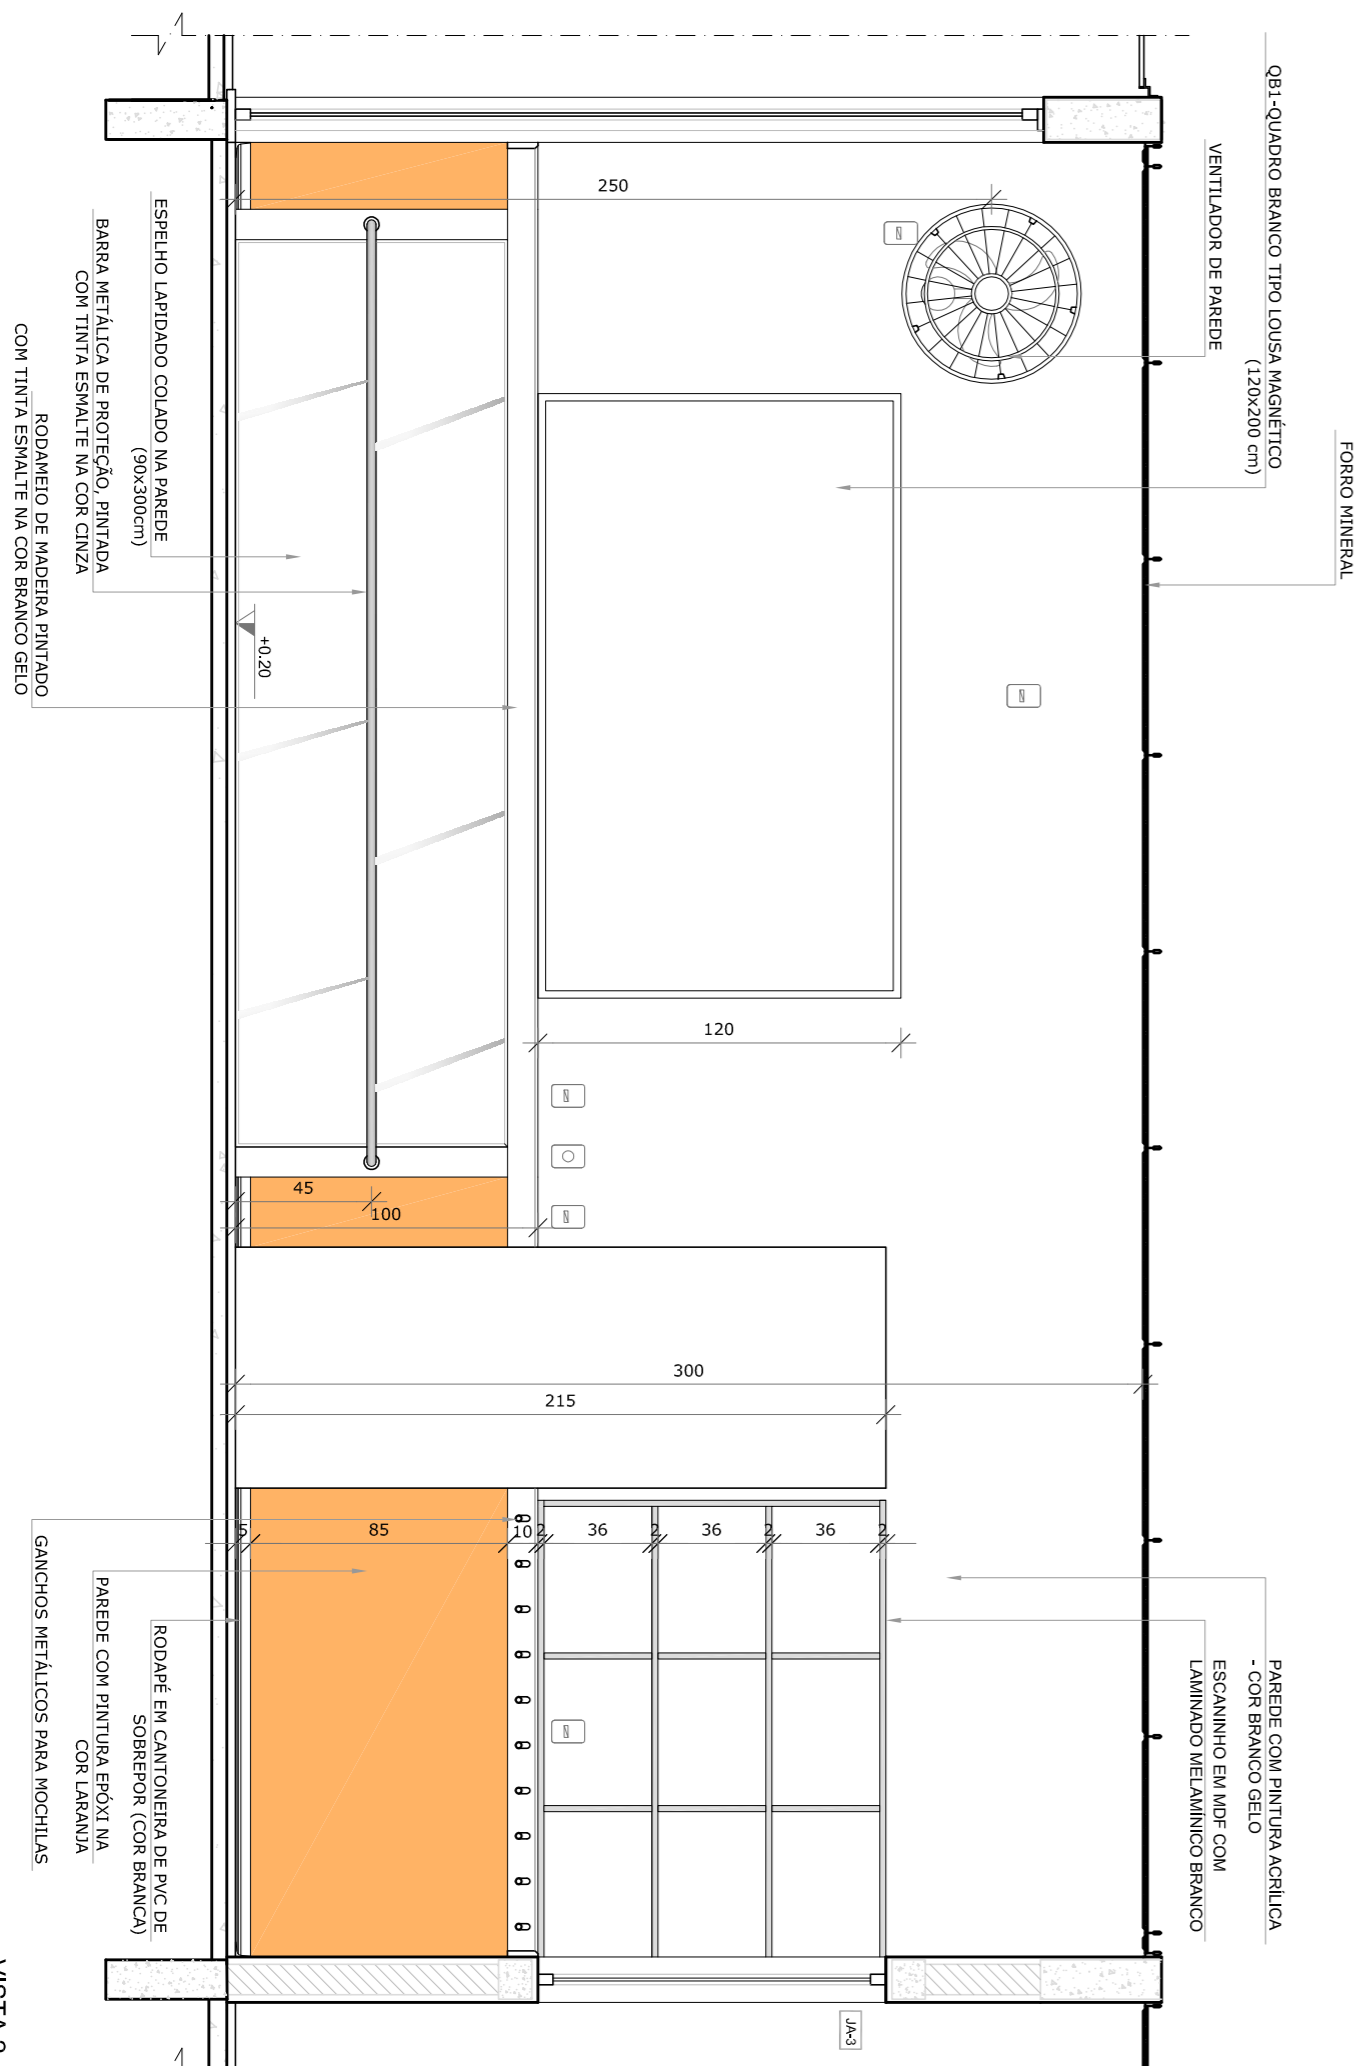 FORRO MINERAL
QB1-QUADRO BRANCO TIPO LOUSA MAGNÉTICO
(120x200 cm)
VENTILADOR DE PAREDE
PAREDE COM PINTURA ACRÍLICA
- COR BRANCO GELO
ESCANINHO EM MDF COM
LAMINADO MELAMÍNICO BRANCO
250
120
45
100
300
215
5
85
10
2
36
2
36
2
36
2
+0.20
JA-3
ESPELHO LAPIDADO COLADO NA PAREDE
(90x300cm)
BARRA METÁLICA DE PROTEÇÃO, PINTADA
COM TINTA ESMALTE NA COR CINZA
RODAMEIO DE MADEIRA PINTADO
COM TINTA ESMALTE NA COR BRANCO GELO
RODAPÉ EM CANTONEIRA DE PVC DE
SOBREPOR (COR BRANCA)
PAREDE COM PINTURA EPÓXI NA
COR LARANJA
GANCHOS METÁLICOS PARA MOCHILAS
VISTA